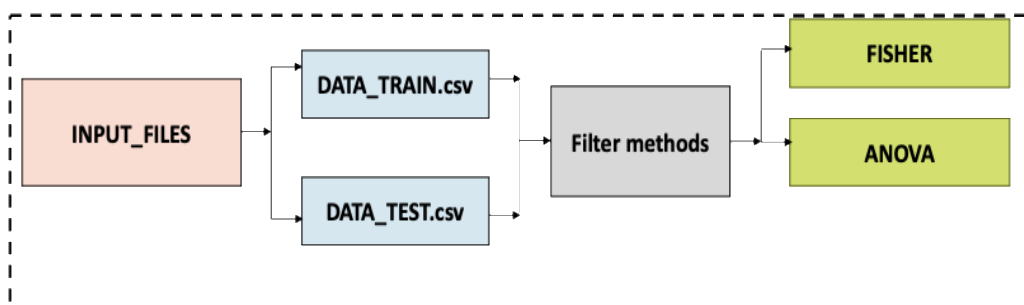 INPUT_FILES
DATA_TRAIN.csv
DATA_TEST.csv
Filter methods
FISHER
ANOVA